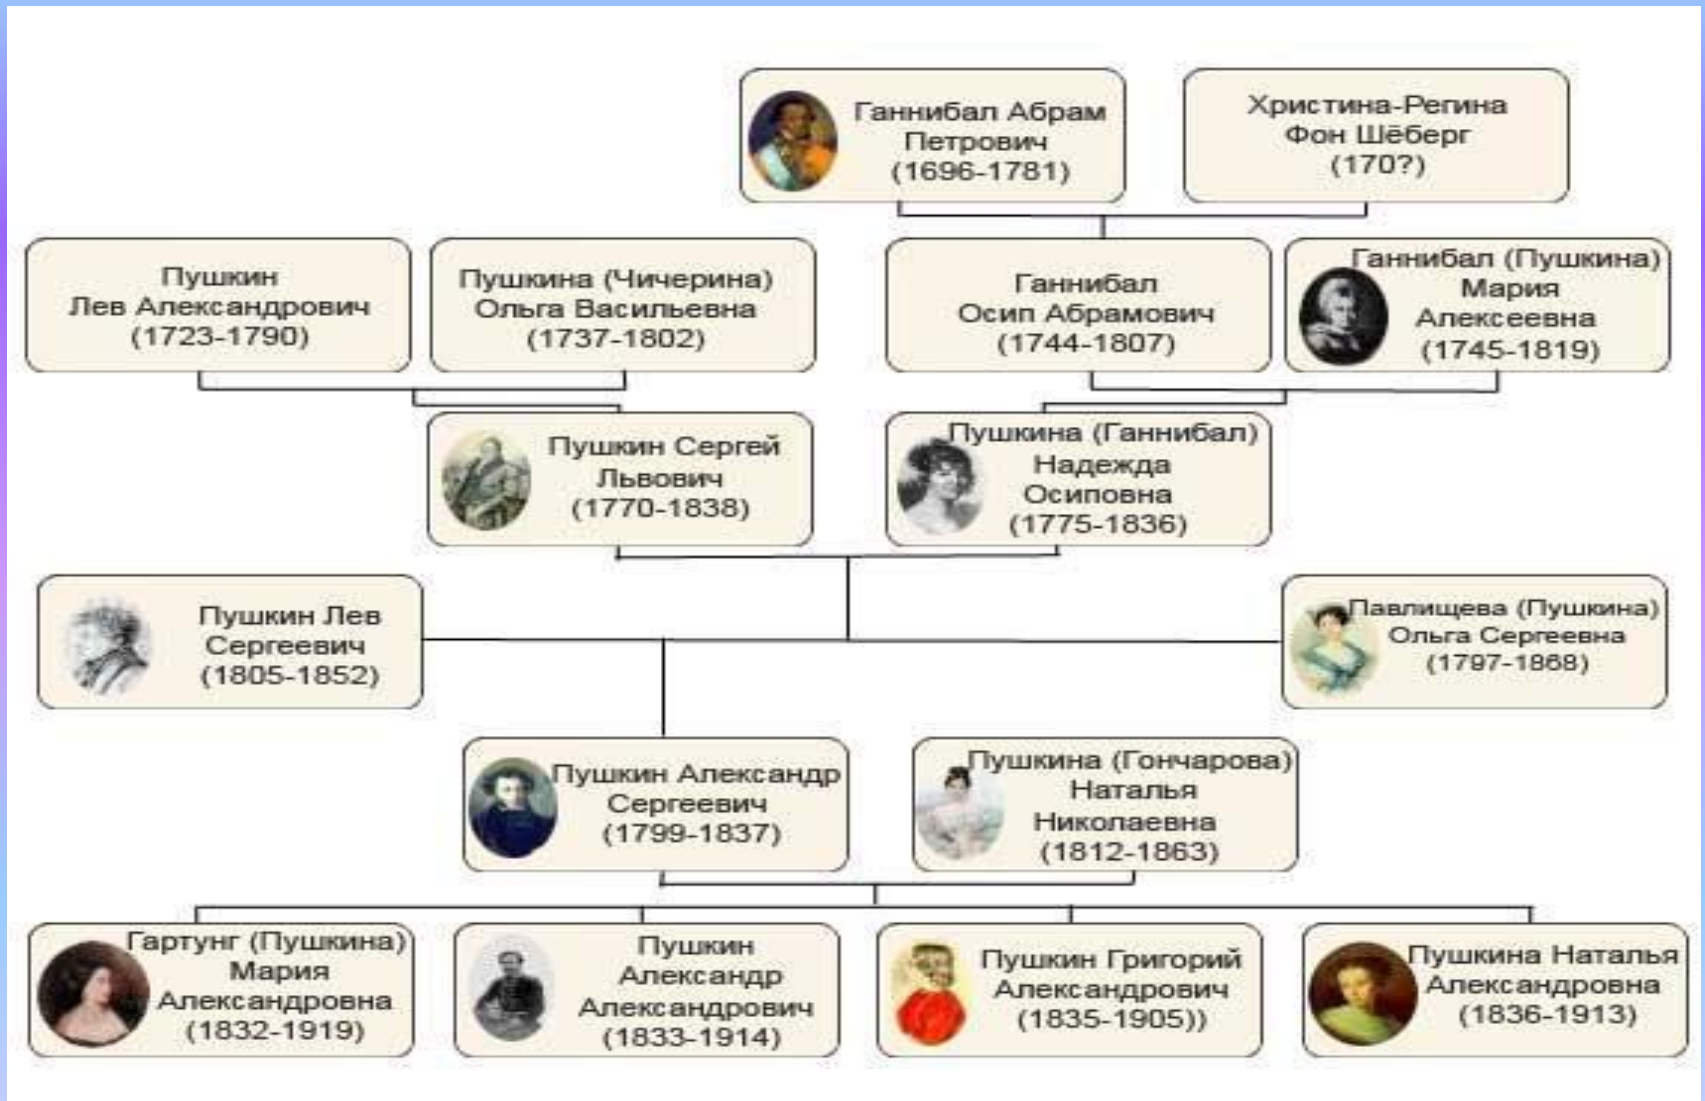 Ганнибал Абрам
Петрович
(1696-1781)
Христина-Регина
Фон Шёберг
(170?)
Пушкин
Лев Александрович
(1723-1790)
Пушкина (Чичерина)
Ольга Васильевна
(1737-1802)
Ганнибал
Осип Абрамович
(1744-1807)
Ганнибал (Пушкина)
Мария
Алексеевна
(1745-1819)
Пушкин Сергей
Львович
(1770-1838)
Пушкина (Ганнибал)
Надежда
Осиповна
(1775-1836)
Пушкин Лев
Сергеевич
(1805-1852)
Павлищева (Пушкина)
Ольга Сергеевна
(1797-1868)
Пушкин Александр
Сергеевич
(1799-1837)
Пушкина (Гончарова)
Наталья
Николаевна
(1812-1863)
Гартунг (Пушкина)
Мария
Александровна
(1832-1919)
Пушкин
Александр
Александрович
(1833-1914)
Пушкин Григорий
Александрович
(1835-1905))
Пушкина Наталья
Александровна
(1836-1913)